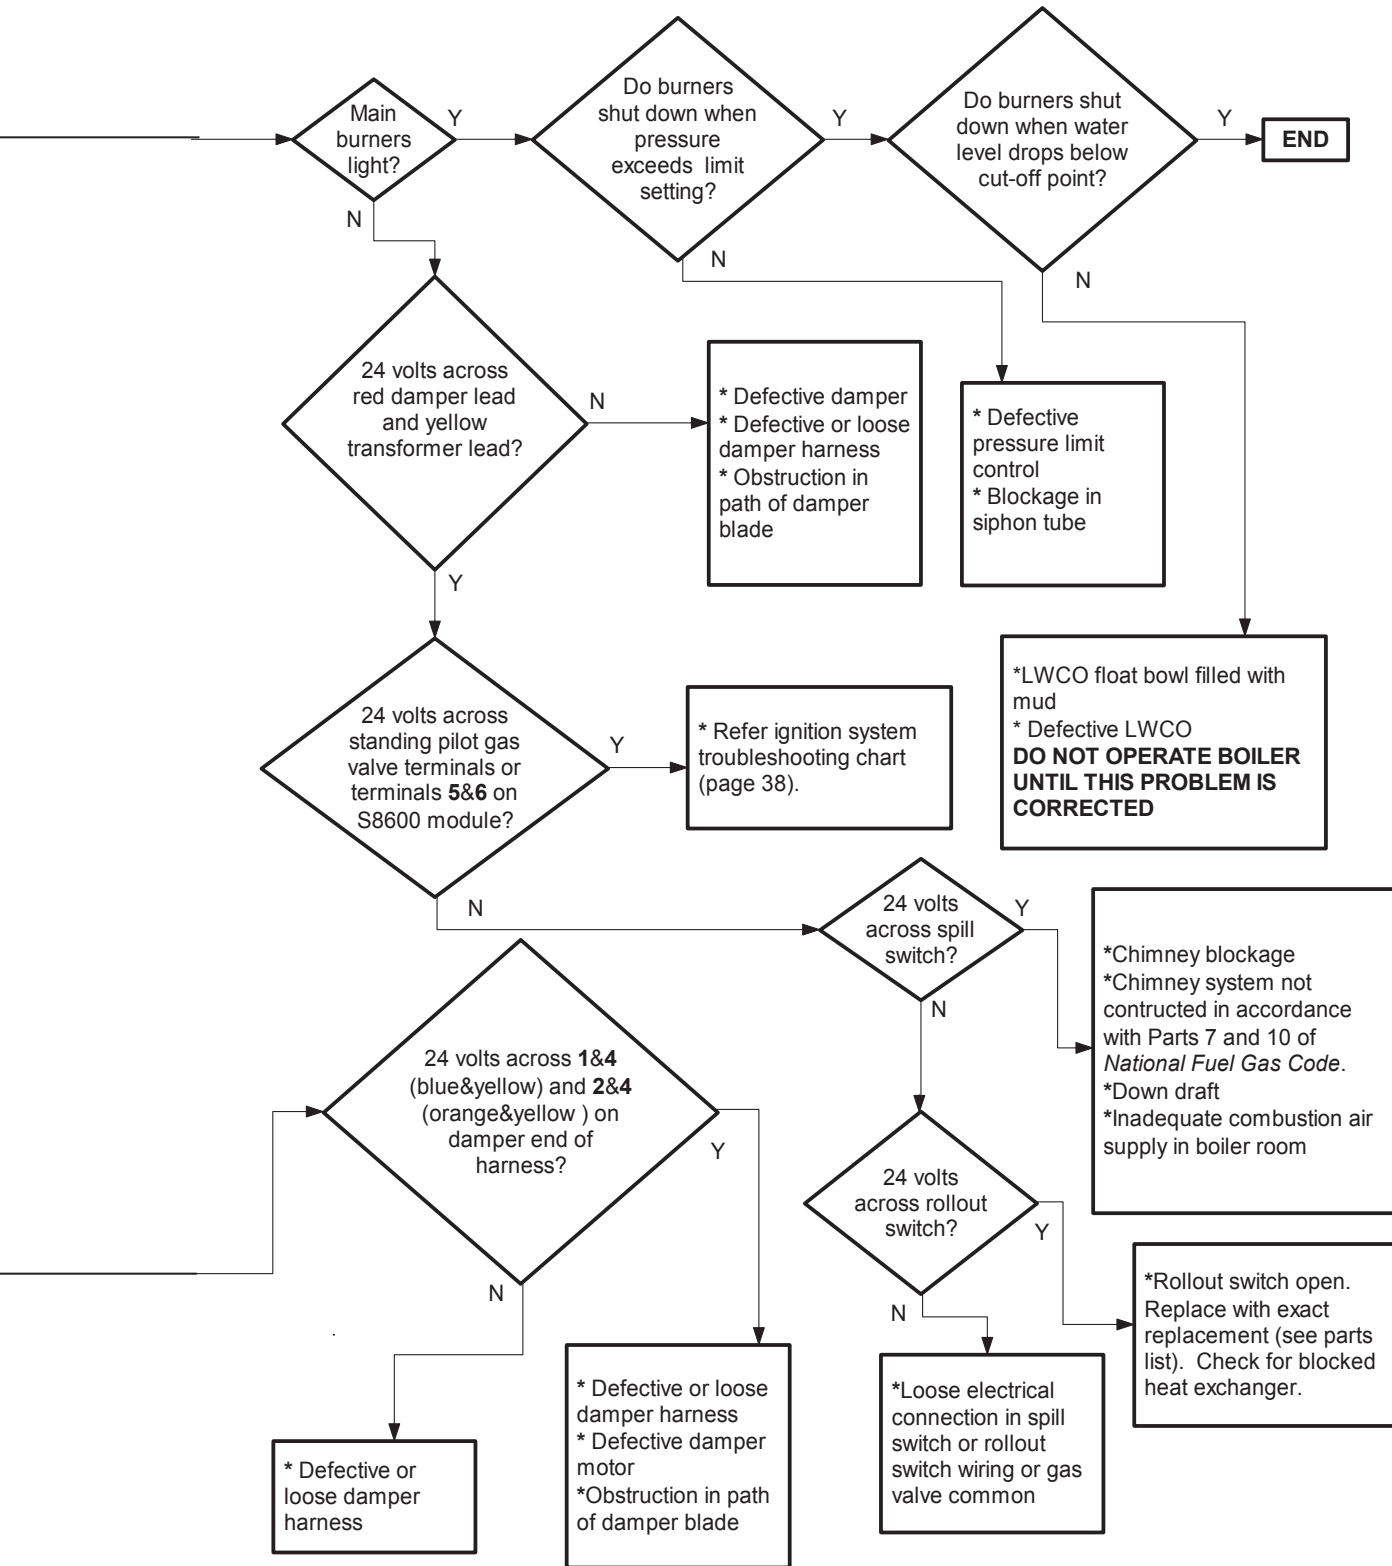 Main
burners
light?
Y
N
Do burners
shut down when
pressure
exceeds limit
setting?
Y
N
Do burners shut
down when water
level drops below
cut-off point?
Y
N
END
24 volts across
red damper lead
and yellow
transformer lead?
N
Y
* Defective damper
* Defective or loose
damper harness
* Obstruction in
path of damper
blade
* Defective
pressure limit
control
* Blockage in
siphon tube
*LWCO float bowl filled with
mud
* Defective LWCO
DO NOT OPERATE BOILER
UNTIL THIS PROBLEM IS
CORRECTED
24 volts across
standing pilot gas
valve terminals or
terminals 5&6 on
S8600 module?
Y
N
* Refer ignition system
troubleshooting chart
(page 38).
24 volts
across spill
switch?
Y
N
*Chimney blockage
*Chimney system not
contructed in accordance
with Parts 7 and 10 of
National Fuel Gas Code.
*Down draft
*Inadequate combustion air
supply in boiler room
24 volts across 1&4
(blue&yellow) and 2&4
(orange&yellow ) on
damper end of
harness?
Y
N
24 volts
across rollout
switch?
Y
N
*Rollout switch open.
Replace with exact
replacement (see parts
list). Check for blocked
heat exchanger.
* Defective or
loose damper
harness
* Defective or loose
damper harness
* Defective damper
motor
*Obstruction in path
of damper blade
*Loose electrical
connection in spill
switch or rollout
switch wiring or gas
valve common